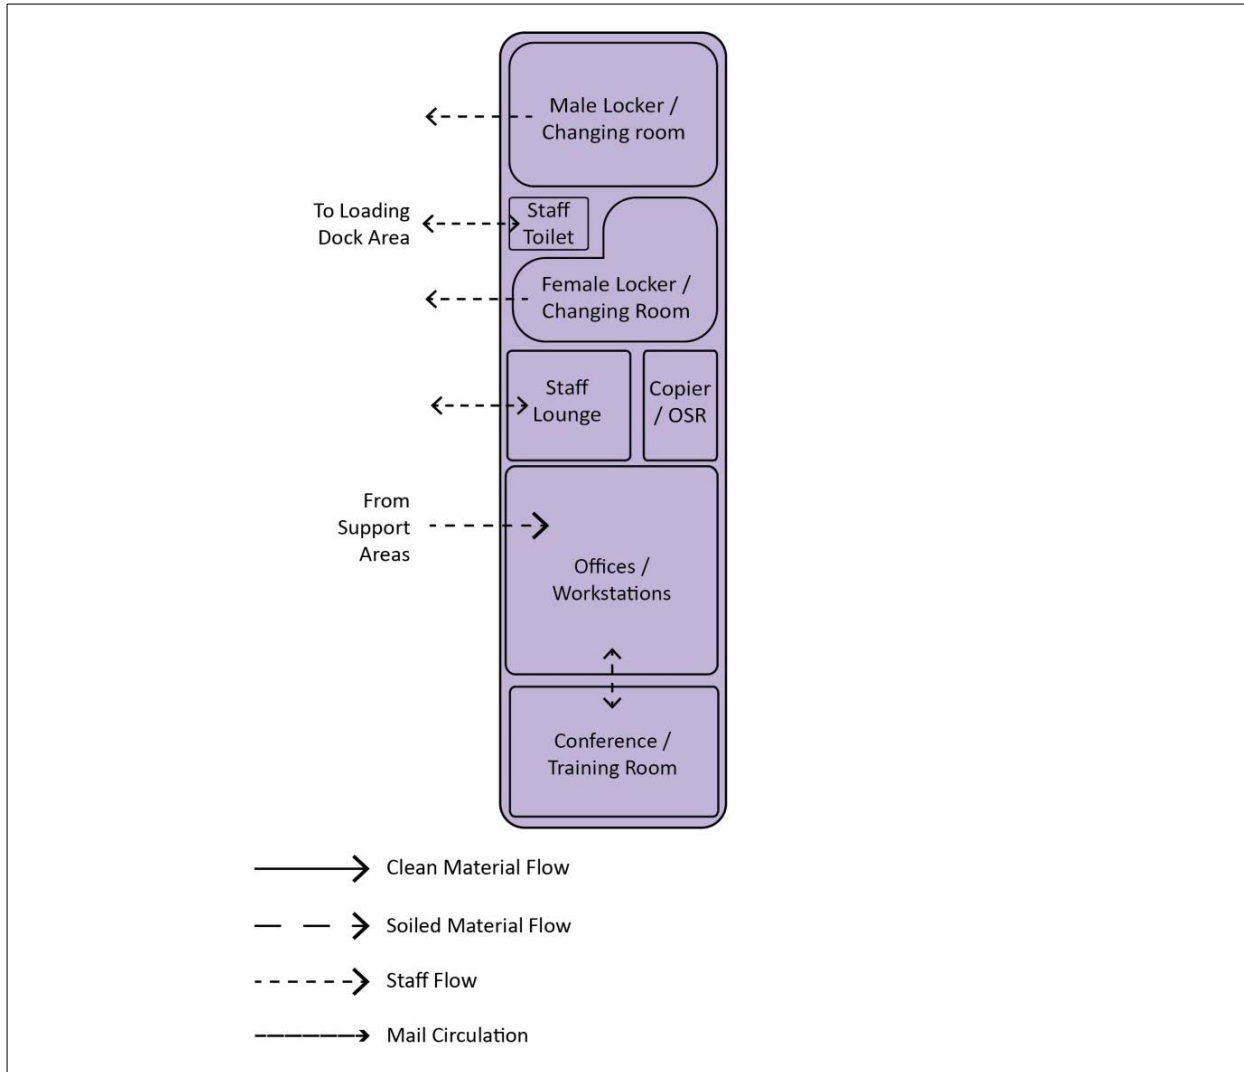 Male Locker /
Changing room
To Loading
Dock Area
Staff
Toilet
Female Locker /
Changing Room
Staff
Lounge
Copier
/ OSR
From
Support
Areas
Offices /
Workstations
Conference /
Training Room
Clean Material Flow
Soiled Material Flow
Staff Flow
Mail Circulation